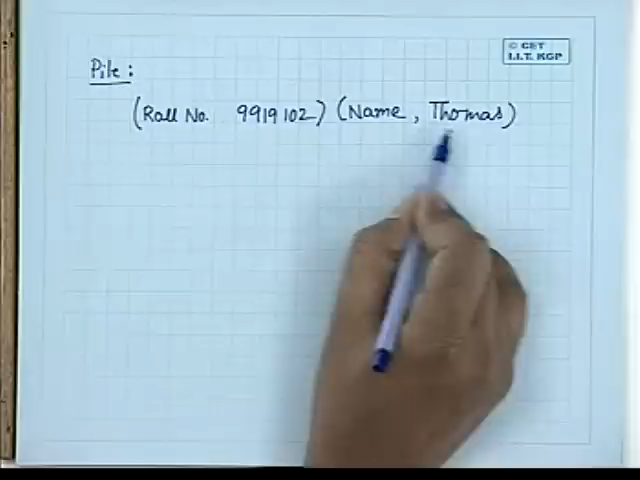 © CET
I.I.T. KGP
Pile :
(Roll No. 9919102) (Name, Thomas)